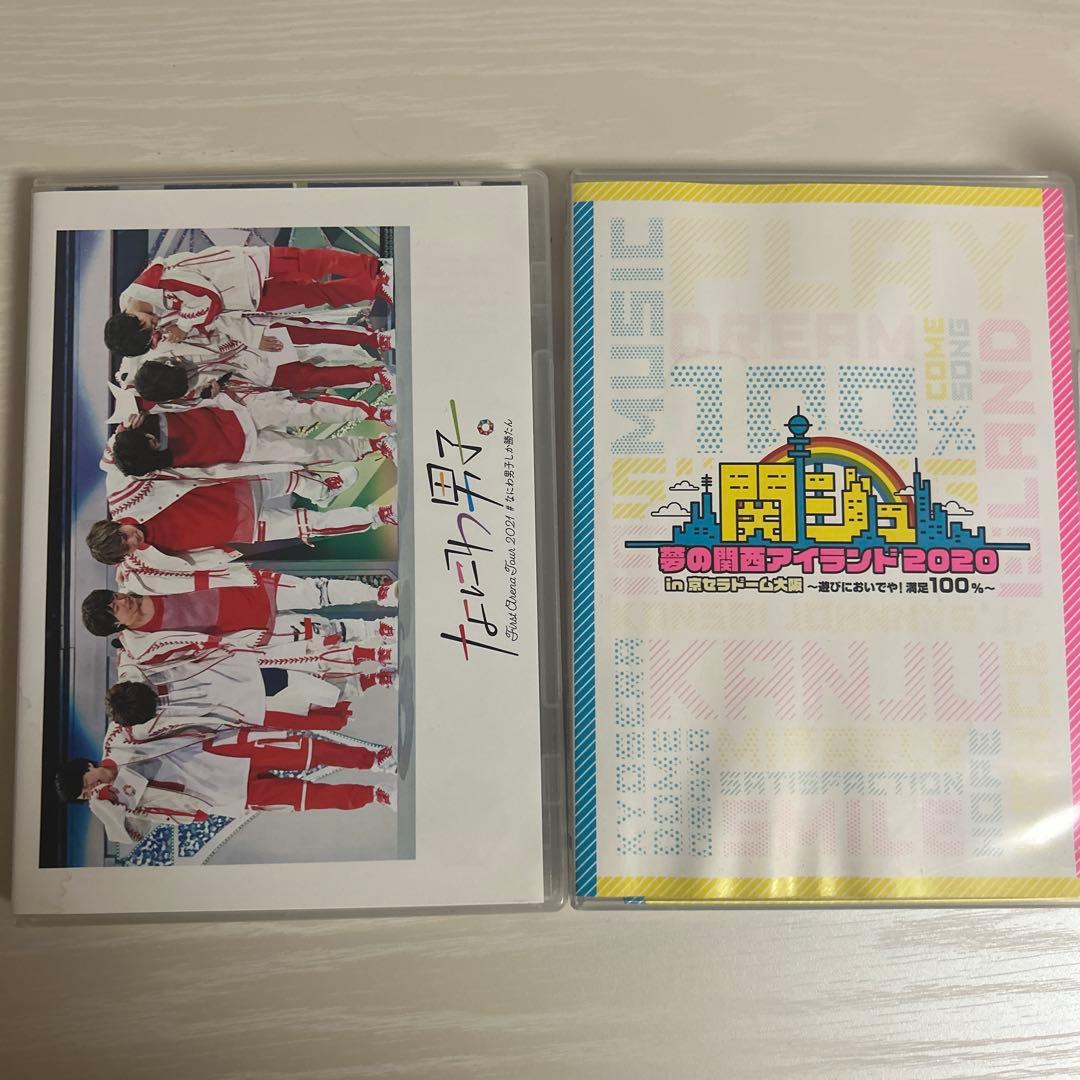 なにわ男子
First Arena Tour 2021 #なにわ男子しか勝たん
PLAY
MUSIC
DREAM
COME
SONG
100%
ISLAND
関ジュ
夢の関西アイランド2020
in 京セラドーム大阪 ～遊びにおいでや!満足100%～
KANJU
KYOCERA
DOME
SATISFACTION
SMILE
HOPE